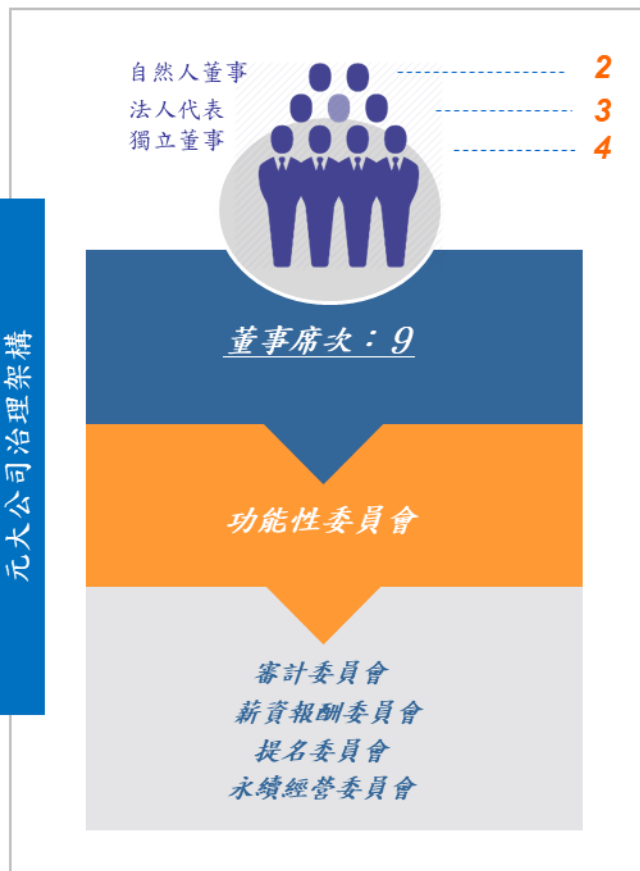 自然人董事 2
法人代表 3
獨立董事 4
元大公司治理架構
董事席次：9
功能性委員會
審計委員會
薪資報酬委員會
提名委員會
永續經營委員會